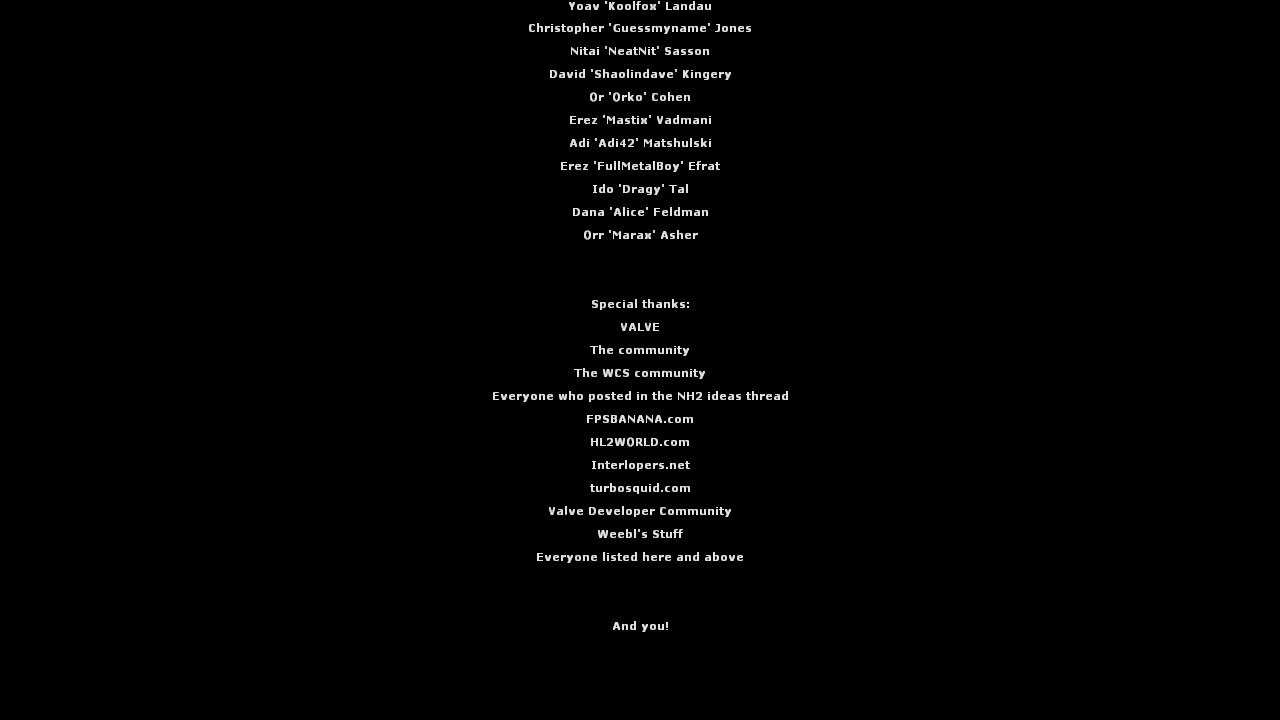 Yoav 'Koolfox' Landau
Christopher 'Guessmyname' Jones
Nitai 'NeatNit' Sasson
David 'Shaolindave' Kingery
Or 'Orko' Cohen
Erez 'Mastix' Vadmani
Adi 'Adi42' Matshulski
Erez 'FullMetalBoy' Efrat
Ido 'Dragy' Tal
Dana 'Alice' Feldman
Orr 'Marax' Asher
Special thanks:
VALVE
The community
The WCS community
Everyone who posted in the NH2 ideas thread
FPSBANANA.com
HL2WORLD.com
Interlopers.net
turbosquid.com
Valve Developer Community
Weebl's Stuff
Everyone listed here and above
And you!